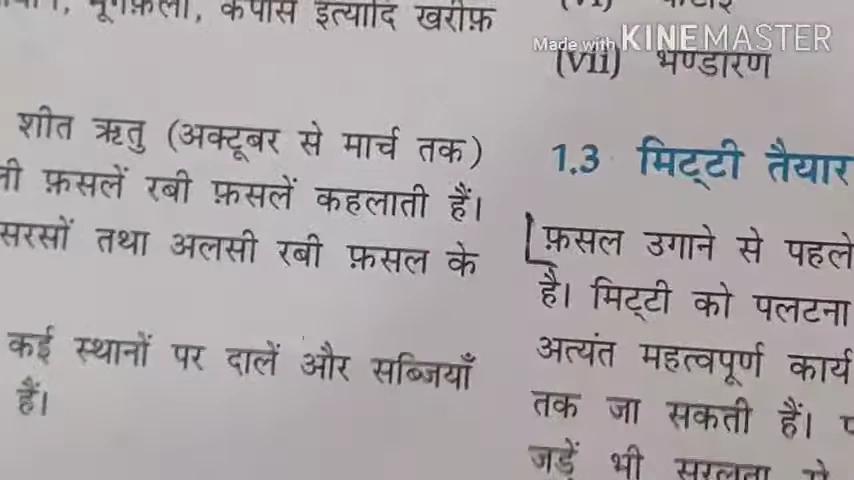 मूँगफ़ली, कपास इत्यादि खरीफ़
शीत ऋतु (अक्टूबर से मार्च तक)
फ़सलें रबी फ़सलें कहलाती हैं।
सरसों तथा अलसी रबी फ़सल के
कई स्थानों पर दालें और सब्जियाँ
हैं।
Made with KINEMASTER
(vii) भण्डारण
1.3 मिट्टी तैयार
फ़सल उगाने से पहले
है। मिट्टी को पलटना
अत्यंत महत्वपूर्ण कार्य
तक जा सकती हैं।
जड़ें भी सरलता से